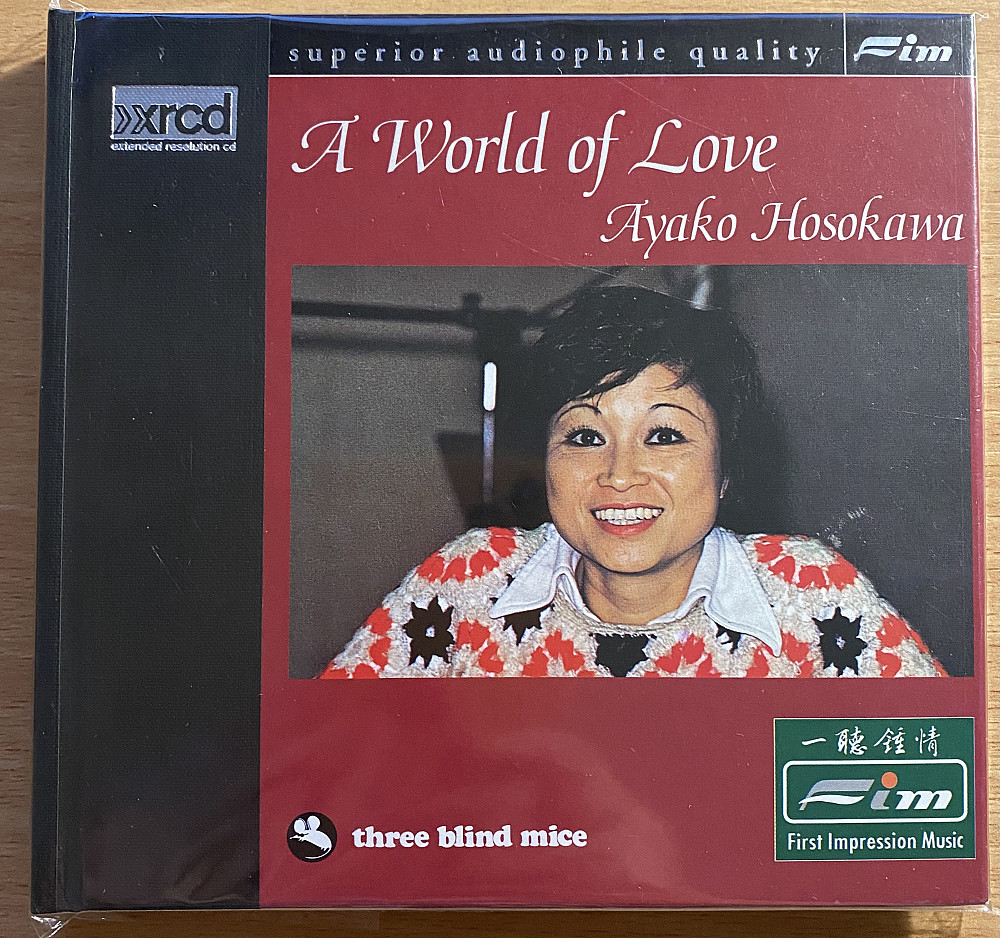 superior audiophile quality
Fim
xrcd
extended resolution cd
A World of Love
Ayako Hosokawa
一聽鍾情
Fim
First Impression Music
three blind mice